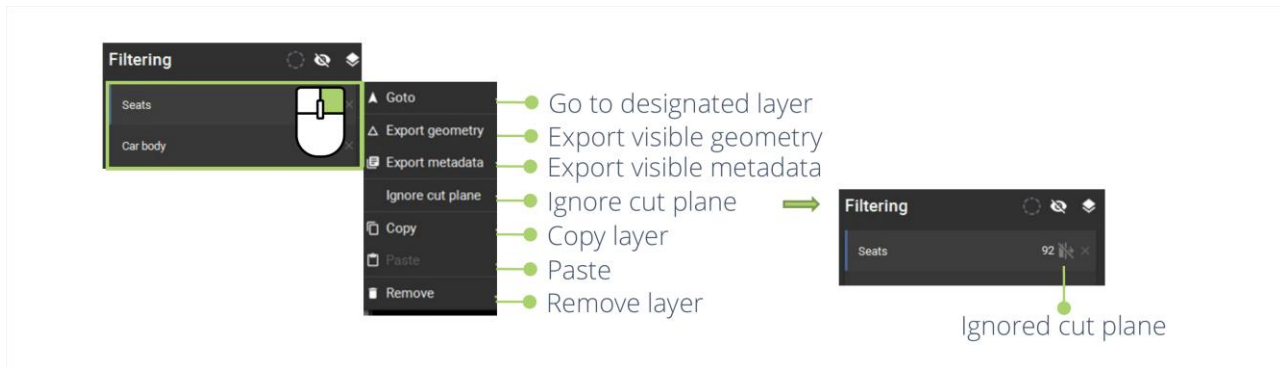 Filtering
Seats
Car body
Goto
Export geometry
Export metadata
Ignore cut plane
Copy
Paste
Remove
Go to designated layer
Export visible geometry
Export visible metadata
Ignore cut plane
Copy layer
Paste
Remove layer
Filtering
Seats 92
Ignored cut plane